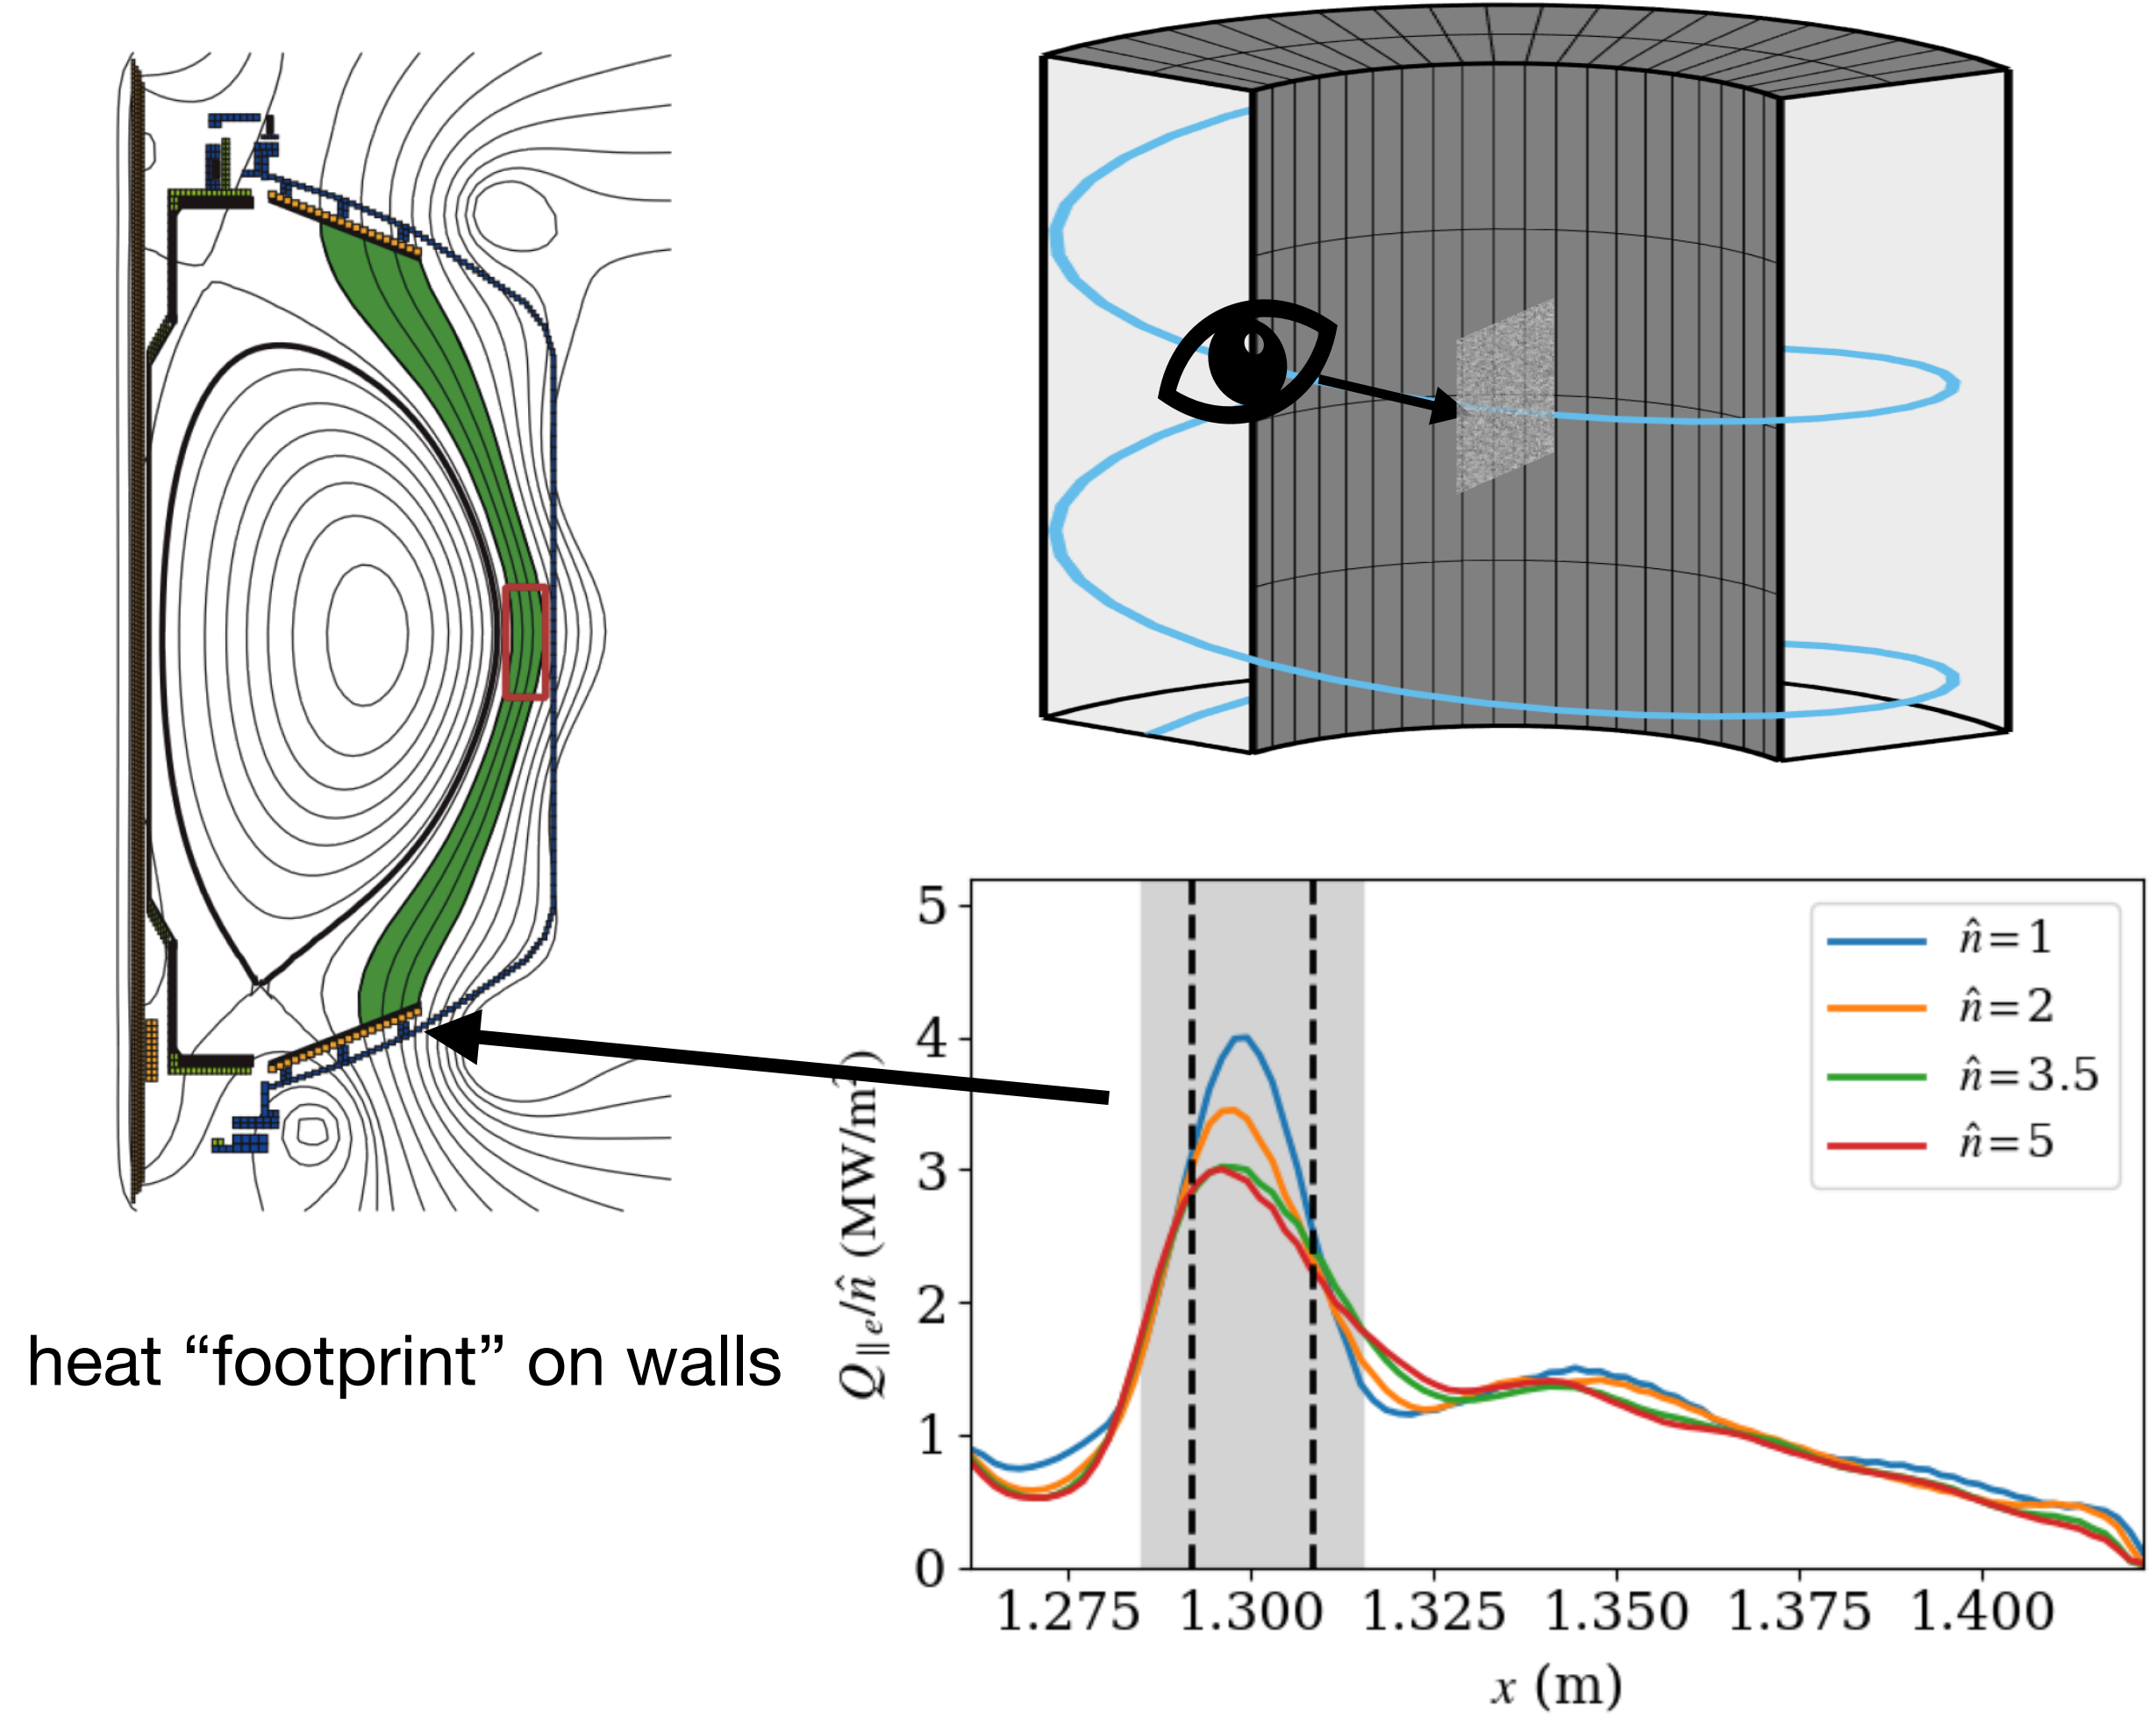 heat “footprint” on walls
Q∥e/n̂ (MW/m²)
5
4
3
2
1
0
n̂=1
n̂=2
n̂=3.5
n̂=5
1.275 1.300 1.325 1.350 1.375 1.400
x (m)